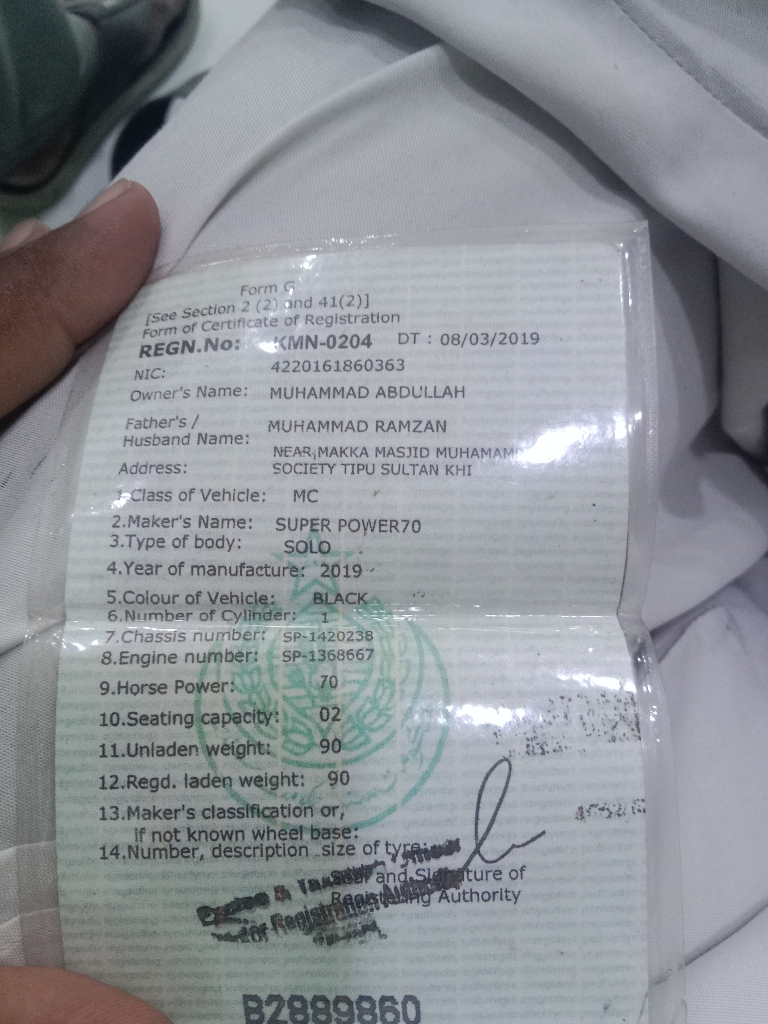 Form G
[See Section 2 (2) and 41(2)]
Form of Certificate of Registration
REGN.No: KMN-0204 DT : 08/03/2019
NIC: 4220161860363
Owner's Name: MUHAMMAD ABDULLAH
Father's /
Husband Name: MUHAMMAD RAMZAN
NEAR MAKKA MASJID
Address: SOCIETY TIPU SULTAN KHI
1.Class of Vehicle: MC
2.Maker's Name: SUPER POWER70
3.Type of body: SOLO
4.Year of manufacture: 2019
5.Colour of Vehicle: BLACK
6.Number of Cylinder: 1
7.Chassis number: SP-1420238
8.Engine number: SP-1368667
9.Horse Power: 70
10.Seating capacity: 02
11.Unladen weight: 90
12.Regd. laden weight: 90
13.Maker's classification or,
if not known wheel base:
14.Number, description size of tyre:
Seal and Signature of
Registering Authority
B2889860